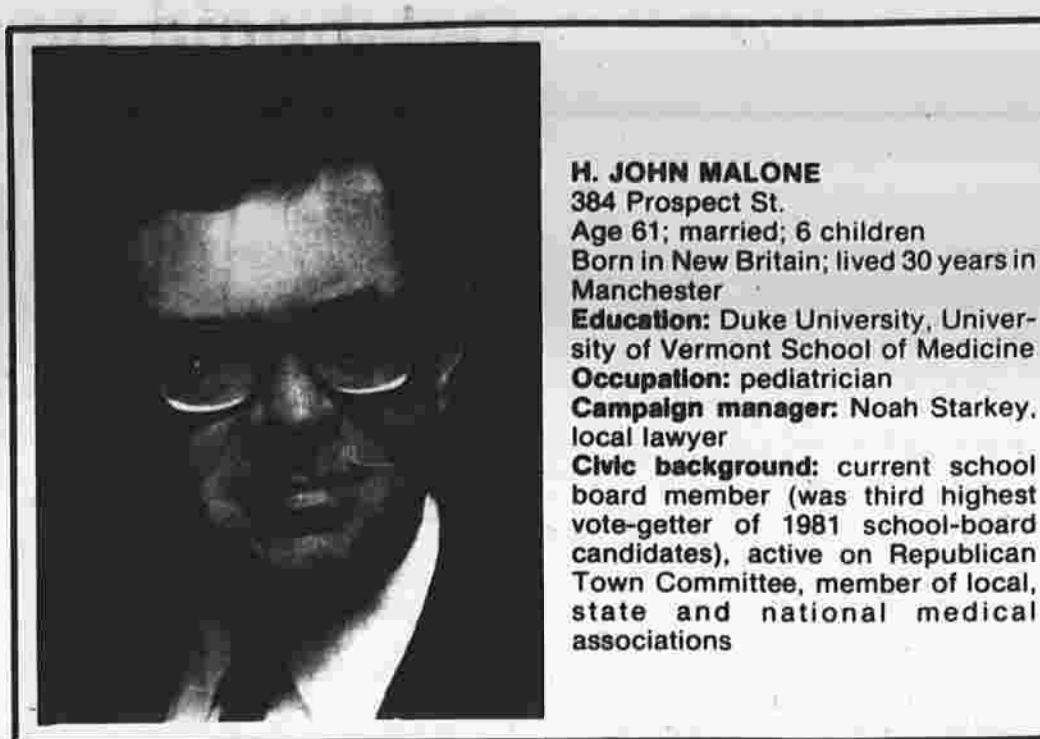 H. JOHN MALONE
384 Prospect St.
Age 61; married; 6 children
Born in New Britain; lived 30 years in
Manchester
Education: Duke University, Univer-
sity of Vermont School of Medicine
Occupation: pediatrician
Campaign manager: Noah Starkey,
local lawyer
Civic background: current school
board member (was third highest
vote-getter of 1981 school-board
candidates), active on Republican
Town Committee, member of local,
state and national medical
associations